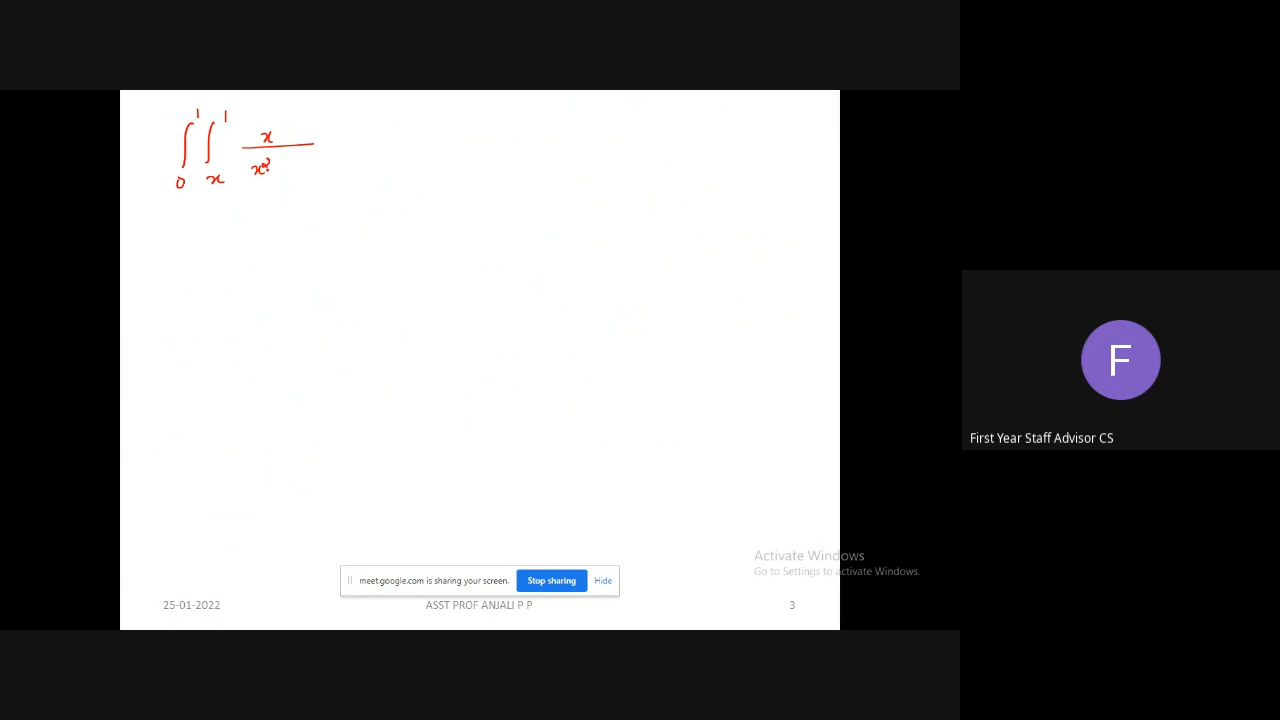 ∫₀¹ ∫ₓ¹ x / x²
F
First Year Staff Advisor CS
Activate Windows
Go to Settings to activate Windows.
meet.google.com is sharing your screen. Stop sharing Hide
25-01-2022 ASST PROF ANJALI P P 3